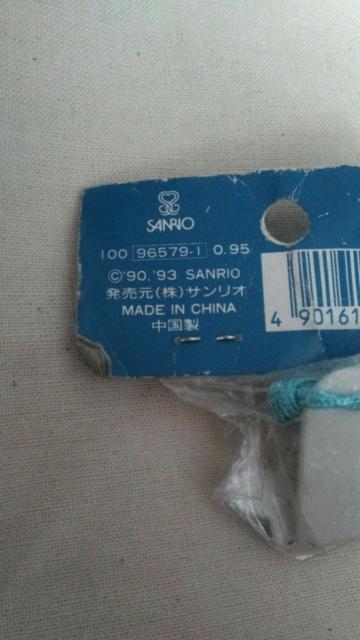 SANRIO
100 96579-1 0.95
©'90,'93 SANRIO
発売元(株)サンリオ
MADE IN CHINA
中国製
4 90161